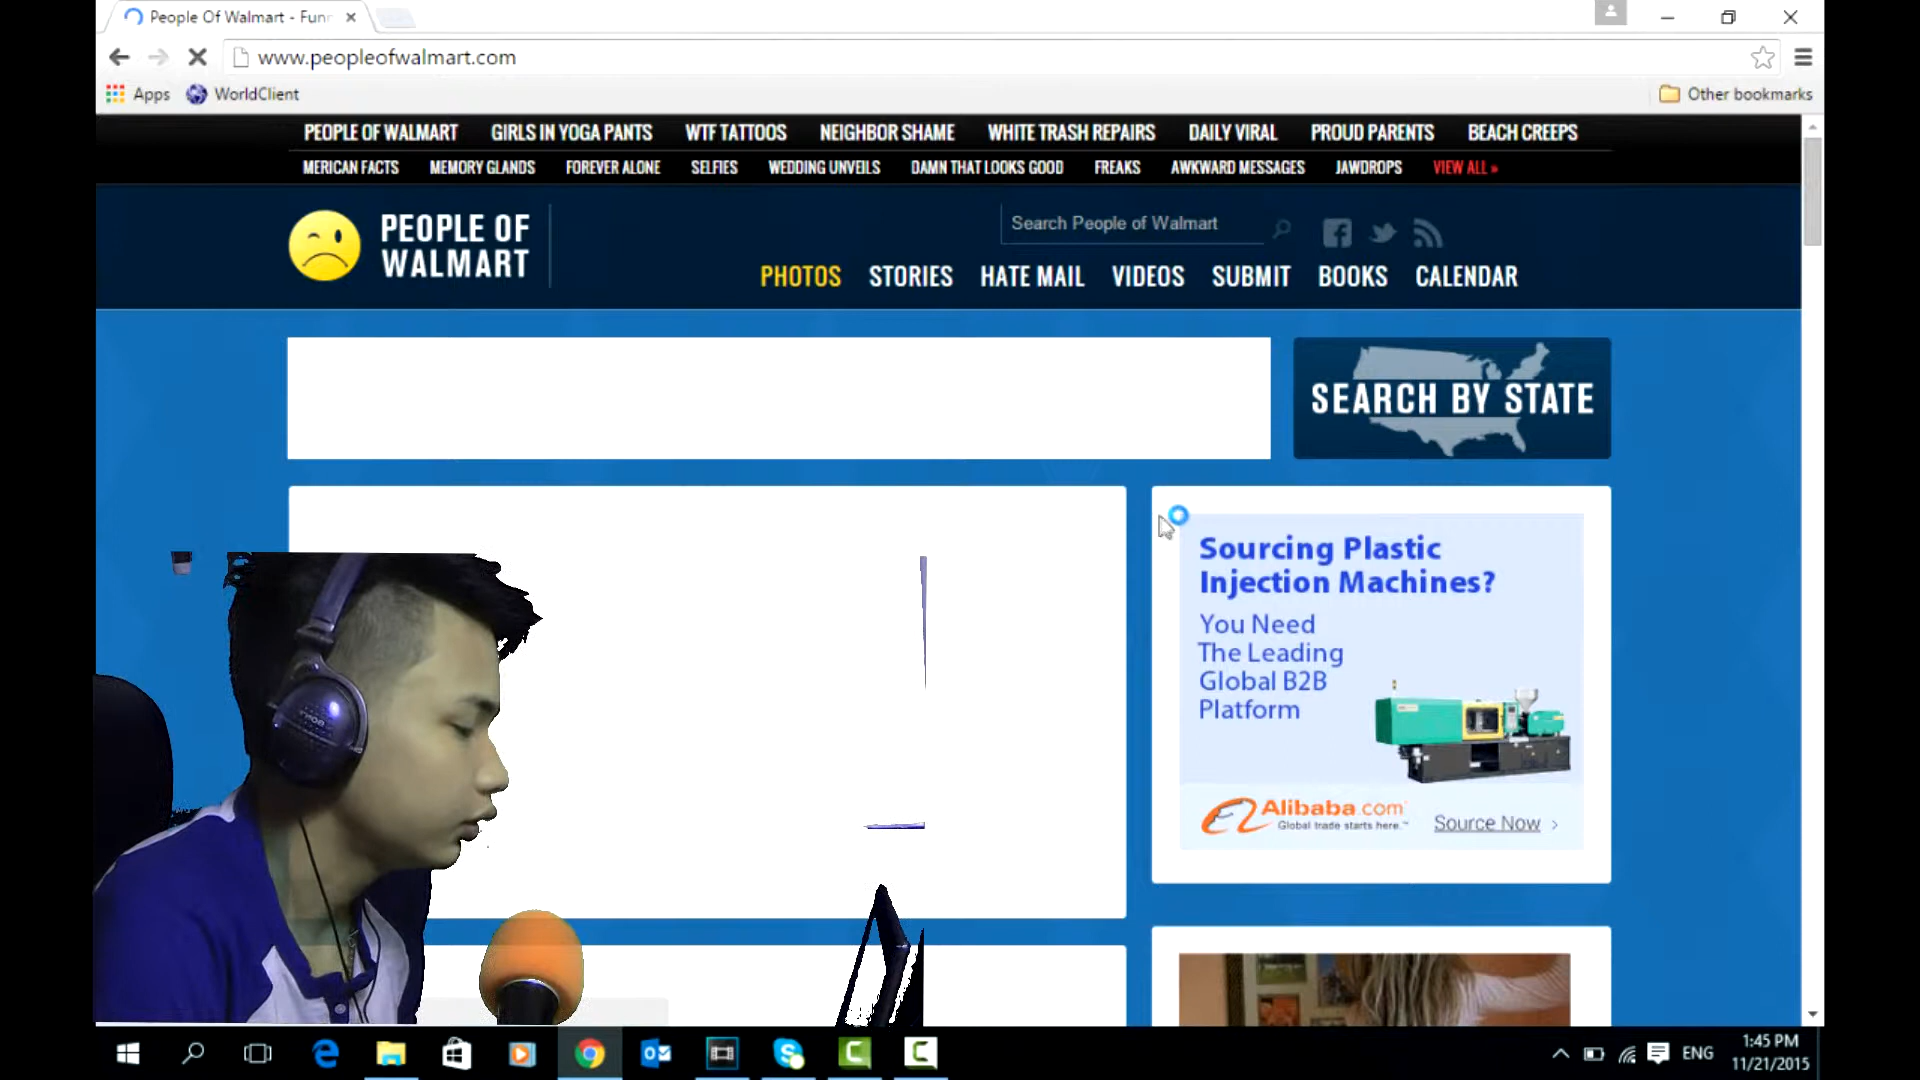 People Of Walmart - Funn
www.peopleofwalmart.com
Apps WorldClient Other bookmarks
PEOPLE OF WALMART GIRLS IN YOGA PANTS WTF TATTOOS NEIGHBOR SHAME WHITE TRASH REPAIRS DAILY VIRAL PROUD PARENTS BEACH CREEPS
MERICAN FACTS MEMORY GLANDS FOREVER ALONE SELFIES WEDDING UNVEILS DAMN THAT LOOKS GOOD FREAKS AWKWARD MESSAGES JAWDROPS VIEW ALL »
PEOPLE OF
WALMART
Search People of Walmart
PHOTOS STORIES HATE MAIL VIDEOS SUBMIT BOOKS CALENDAR
SEARCH BY STATE
Sourcing Plastic
Injection Machines?
You Need
The Leading
Global B2B
Platform
Alibaba.com
Global trade starts here.™
Source Now >
ENG
1:45 PM
11/21/2015